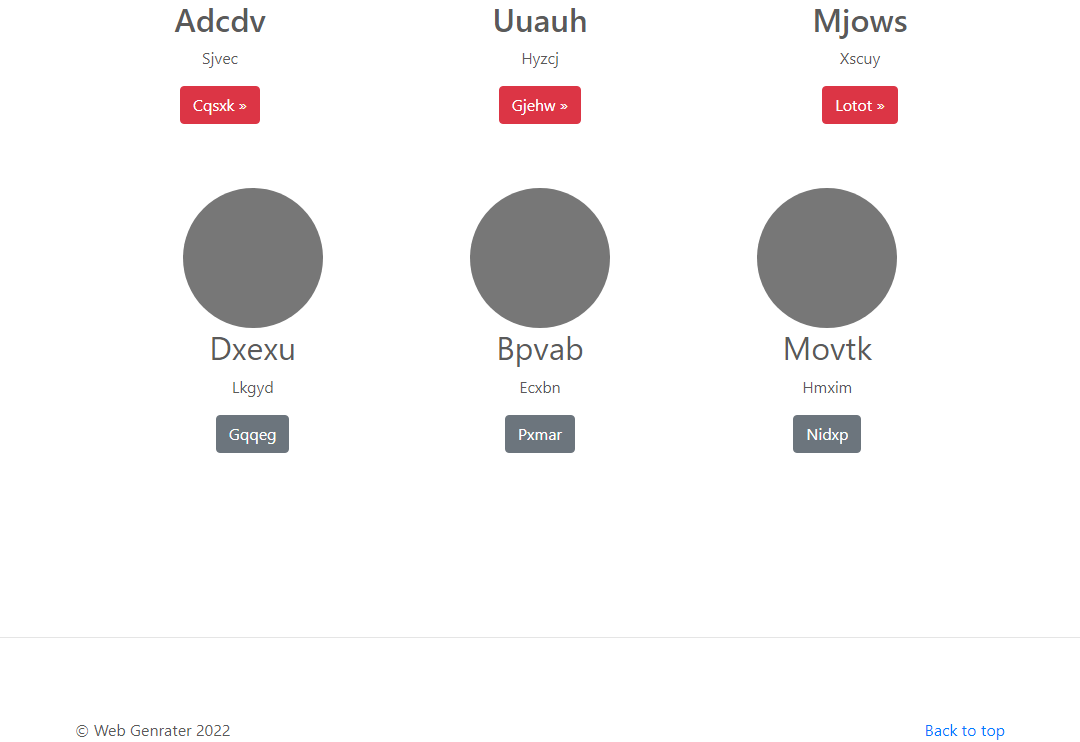 Adcdv Uuauh Mjows
Sjvec Hyzcj Xscuy
Cqsxk » Gjehw » Lotot »
Dxexu Bpvab Movtk
Lkgyd Ecxbn Hmxim
Gqqeg Pxmar Nidxp
© Web Genrater 2022 Back to top